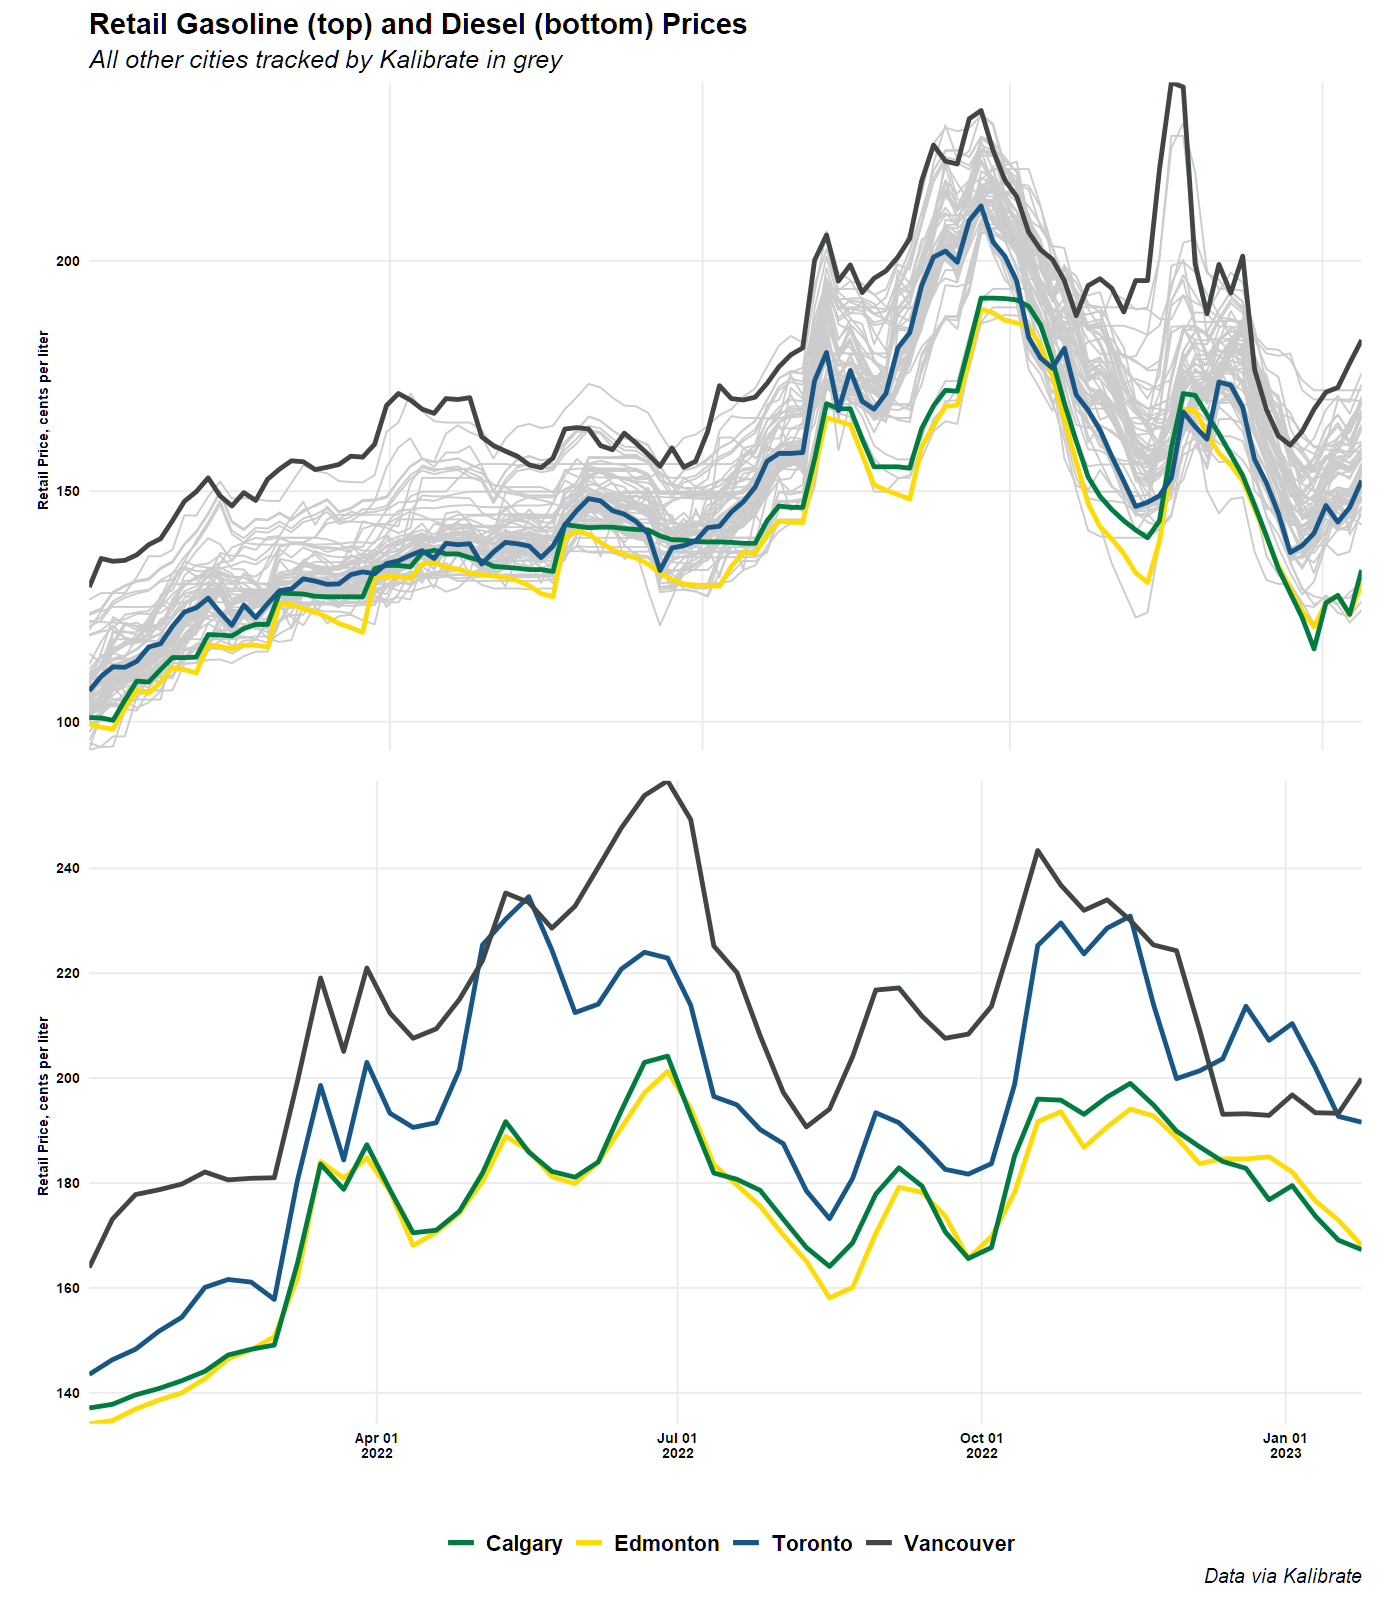 Retail Gasoline (top) and Diesel (bottom) Prices
All other cities tracked by Kalibrate in grey
Retail Price, cents per liter
200
150
100
Retail Price, cents per liter
240
220
200
180
160
140
Apr 01
2022
Jul 01
2022
Oct 01
2022
Jan 01
2023
Calgary Edmonton Toronto Vancouver
Data via Kalibrate